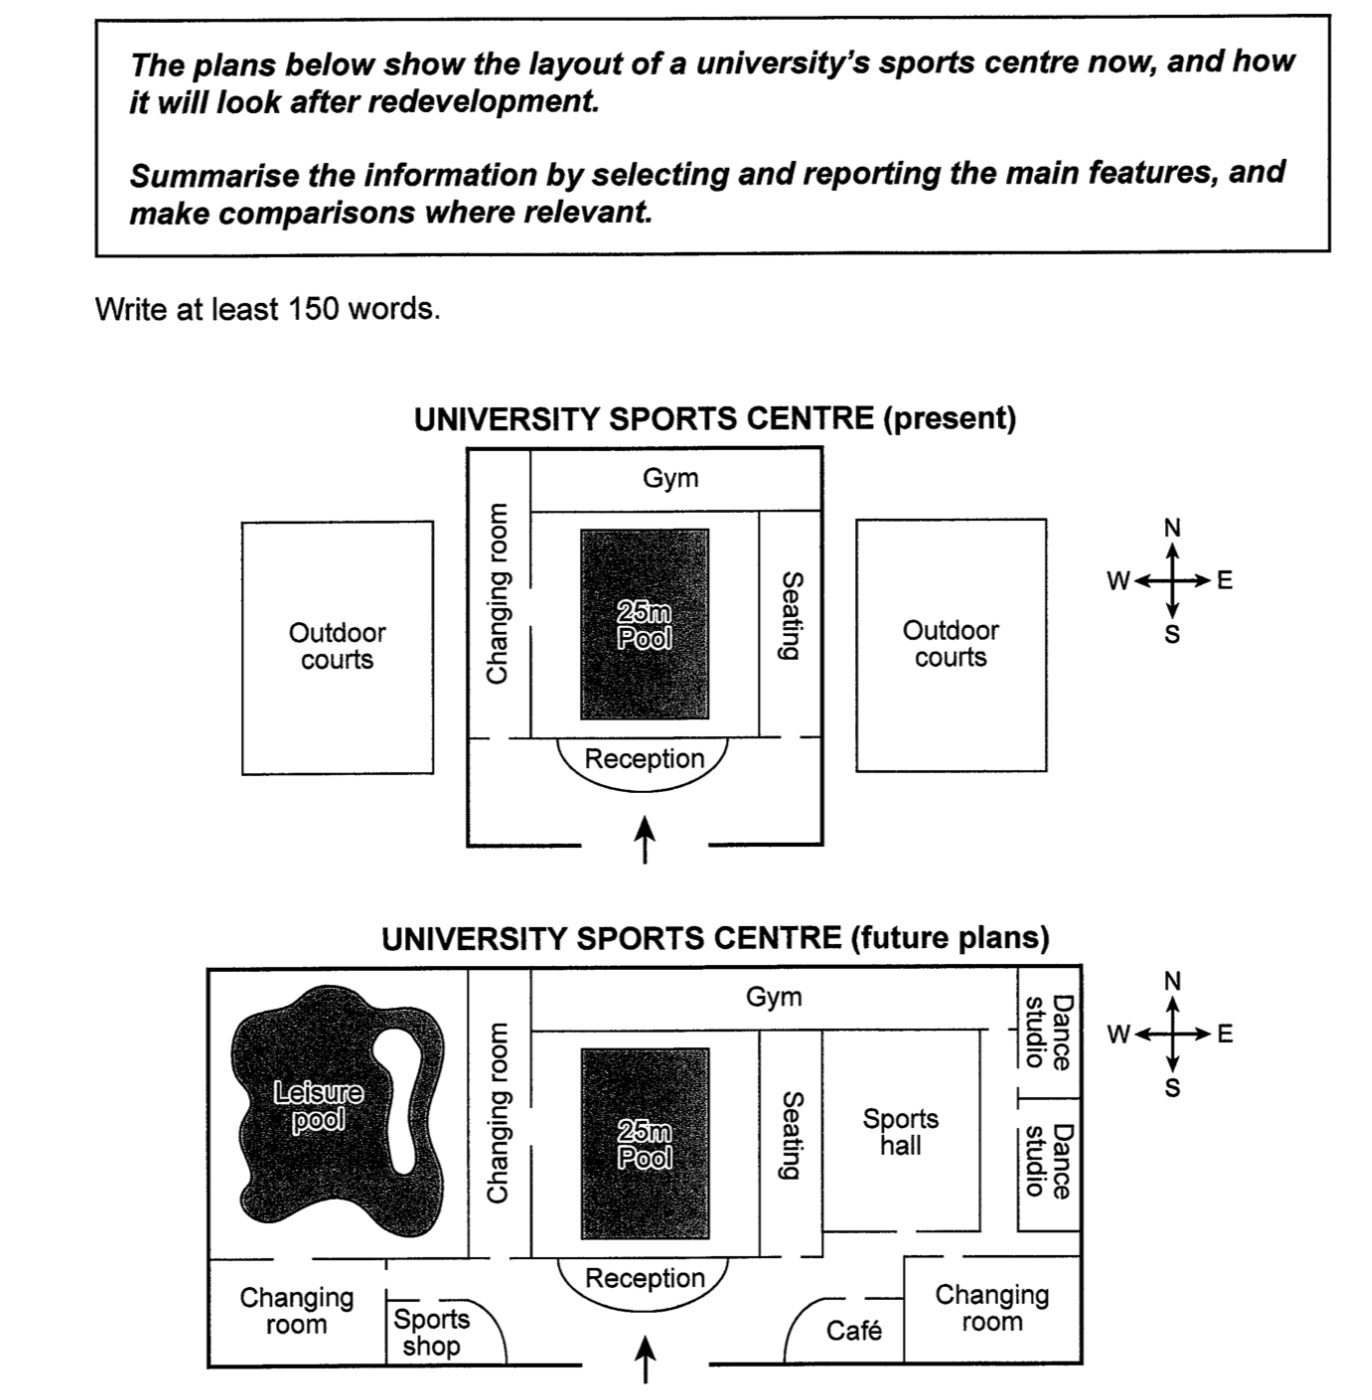 The plans below show the layout of a university's sports centre now, and how
it will look after redevelopment.
Summarise the information by selecting and reporting the main features, and
make comparisons where relevant.
Write at least 150 words.
UNIVERSITY SPORTS CENTRE (present)
Gym
Changing room
25m
Pool
Seating
Outdoor
courts
Outdoor
courts
Reception
N
W
E
S
UNIVERSITY SPORTS CENTRE (future plans)
Leisure
pool
Changing room
Gym
25m
Pool
Seating
Sports
hall
Dance
studio
Dance
studio
N
W
E
S
Reception
Changing
room
Sports
shop
Café
Changing
room